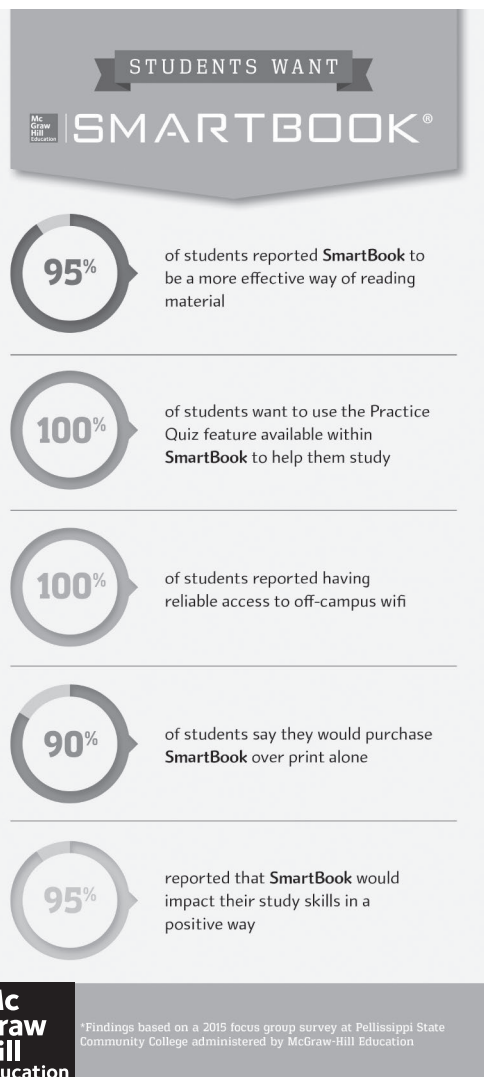 STUDENTS WANT
Mc
Graw
Hill
Education
SMARTBOOK®
95%
of students reported SmartBook to
be a more effective way of reading
material
100%
of students want to use the Practice
Quiz feature available within
SmartBook to help them study
100%
of students reported having
reliable access to off-campus wifi
90%
of students say they would purchase
SmartBook over print alone
95%
reported that SmartBook would
impact their study skills in a
positive way
Mc
raw
ill
ucation
*Findings based on a 2015 focus group survey at Pellissippi State
Community College administered by McGraw-Hill Education